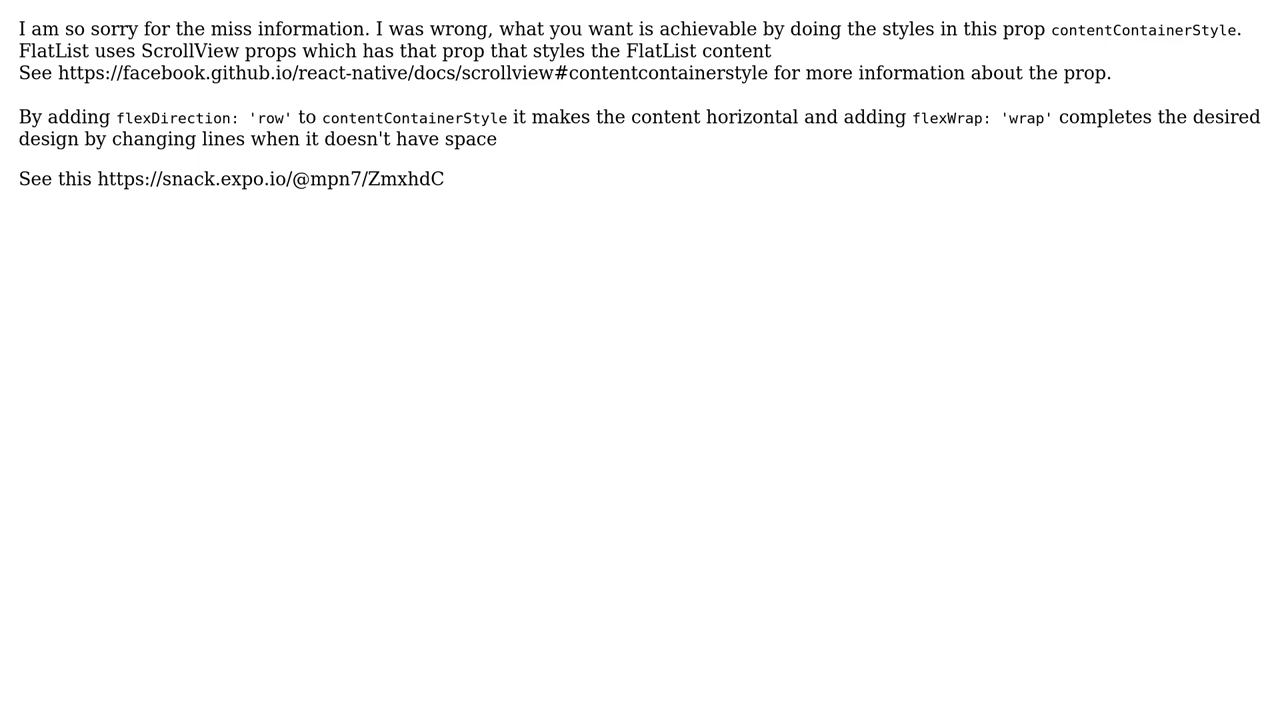 I am so sorry for the miss information. I was wrong, what you want is achievable by doing the styles in this prop contentContainerStyle.
FlatList uses ScrollView props which has that prop that styles the FlatList content
See https://facebook.github.io/react-native/docs/scrollview#contentcontainerstyle for more information about the prop.
By adding flexDirection: 'row' to contentContainerStyle it makes the content horizontal and adding flexWrap: 'wrap' completes the desired
design by changing lines when it doesn't have space
See this https://snack.expo.io/@mpn7/ZmxhdC